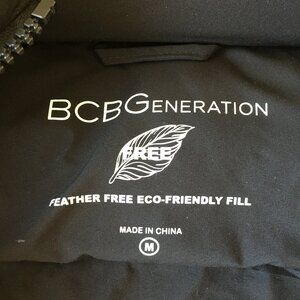 BCBGENERATION
FREE
FEATHER FREE ECO-FRIENDLY FILL
MADE IN CHINA
M